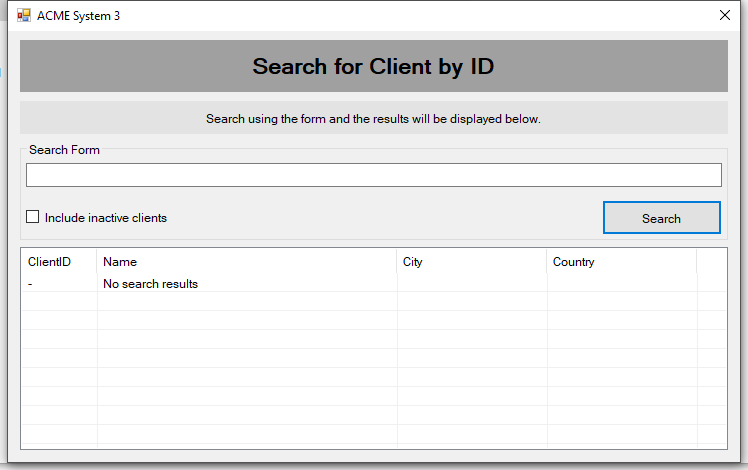 ACME System 3
Search for Client by ID
Search using the form and the results will be displayed below.
Search Form
Include inactive clients
Search
ClientID Name City Country
- No search results